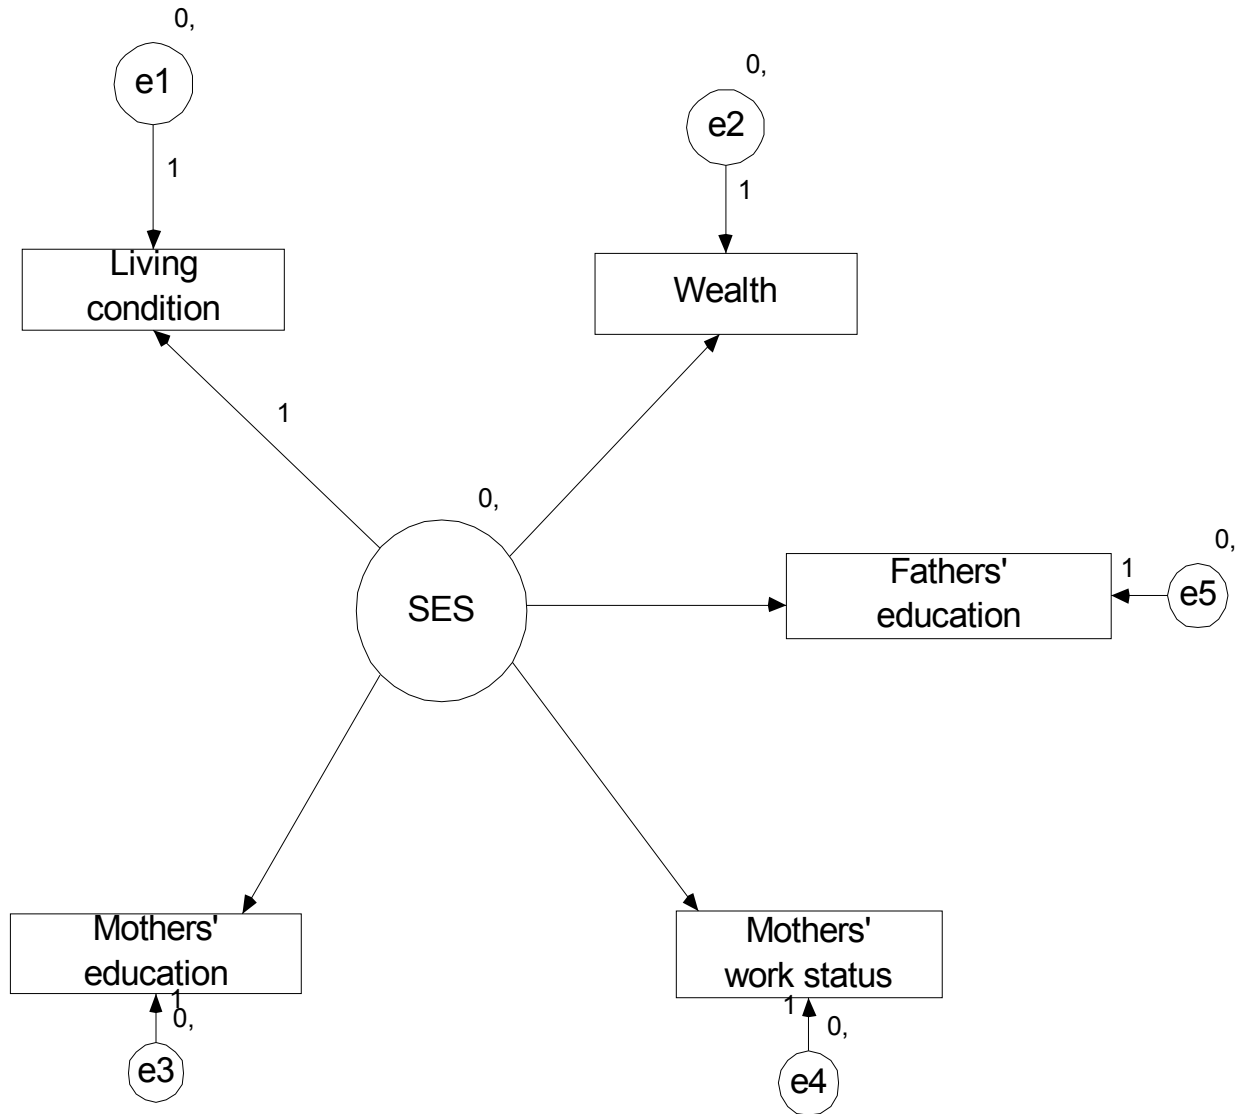 0,
e1
1
Living
condition
0,
e2
1
Wealth
1
0,
SES
Fathers'
education
1
0,
e5
Mothers'
education
1
0,
e3
Mothers'
work status
1
0,
e4